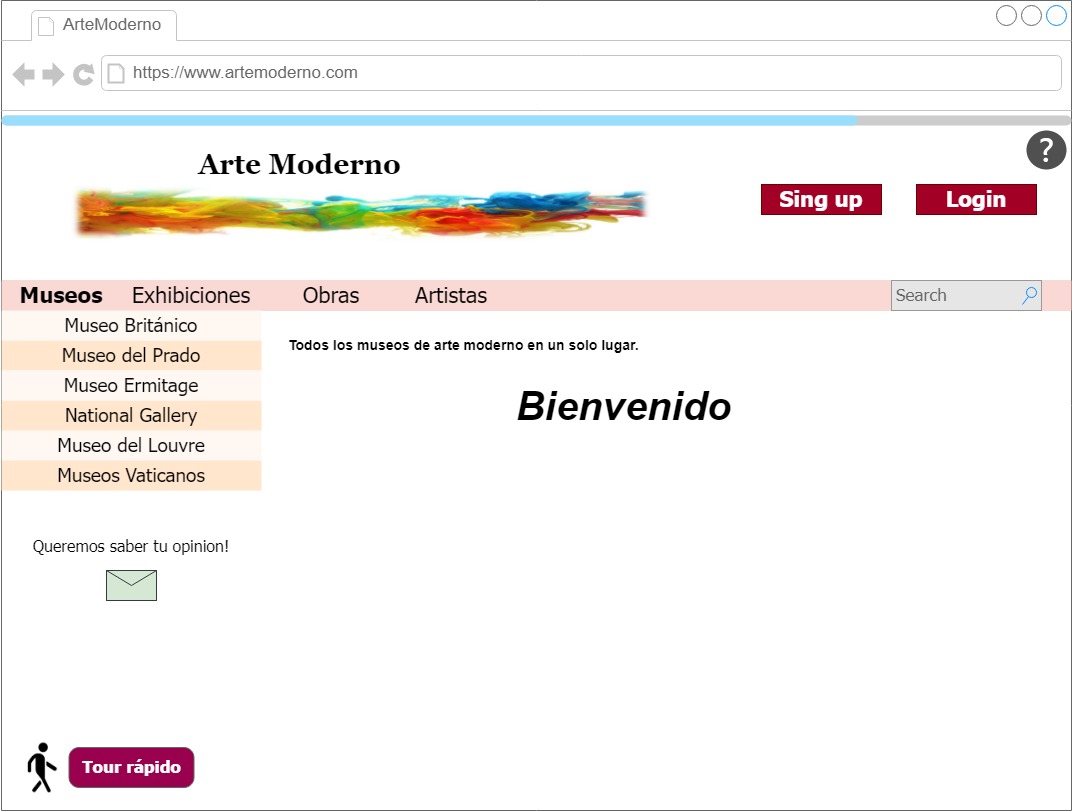 ArteModerno
https://www.artemoderno.com
?
Arte Moderno
Sing up
Login
Museos
Exhibiciones
Obras
Artistas
Search
Museo Británico
Museo del Prado
Museo Ermitage
National Gallery
Museo del Louvre
Museos Vaticanos
Todos los museos de arte moderno en un solo lugar.
Bienvenido
Queremos saber tu opinion!
Tour rápido